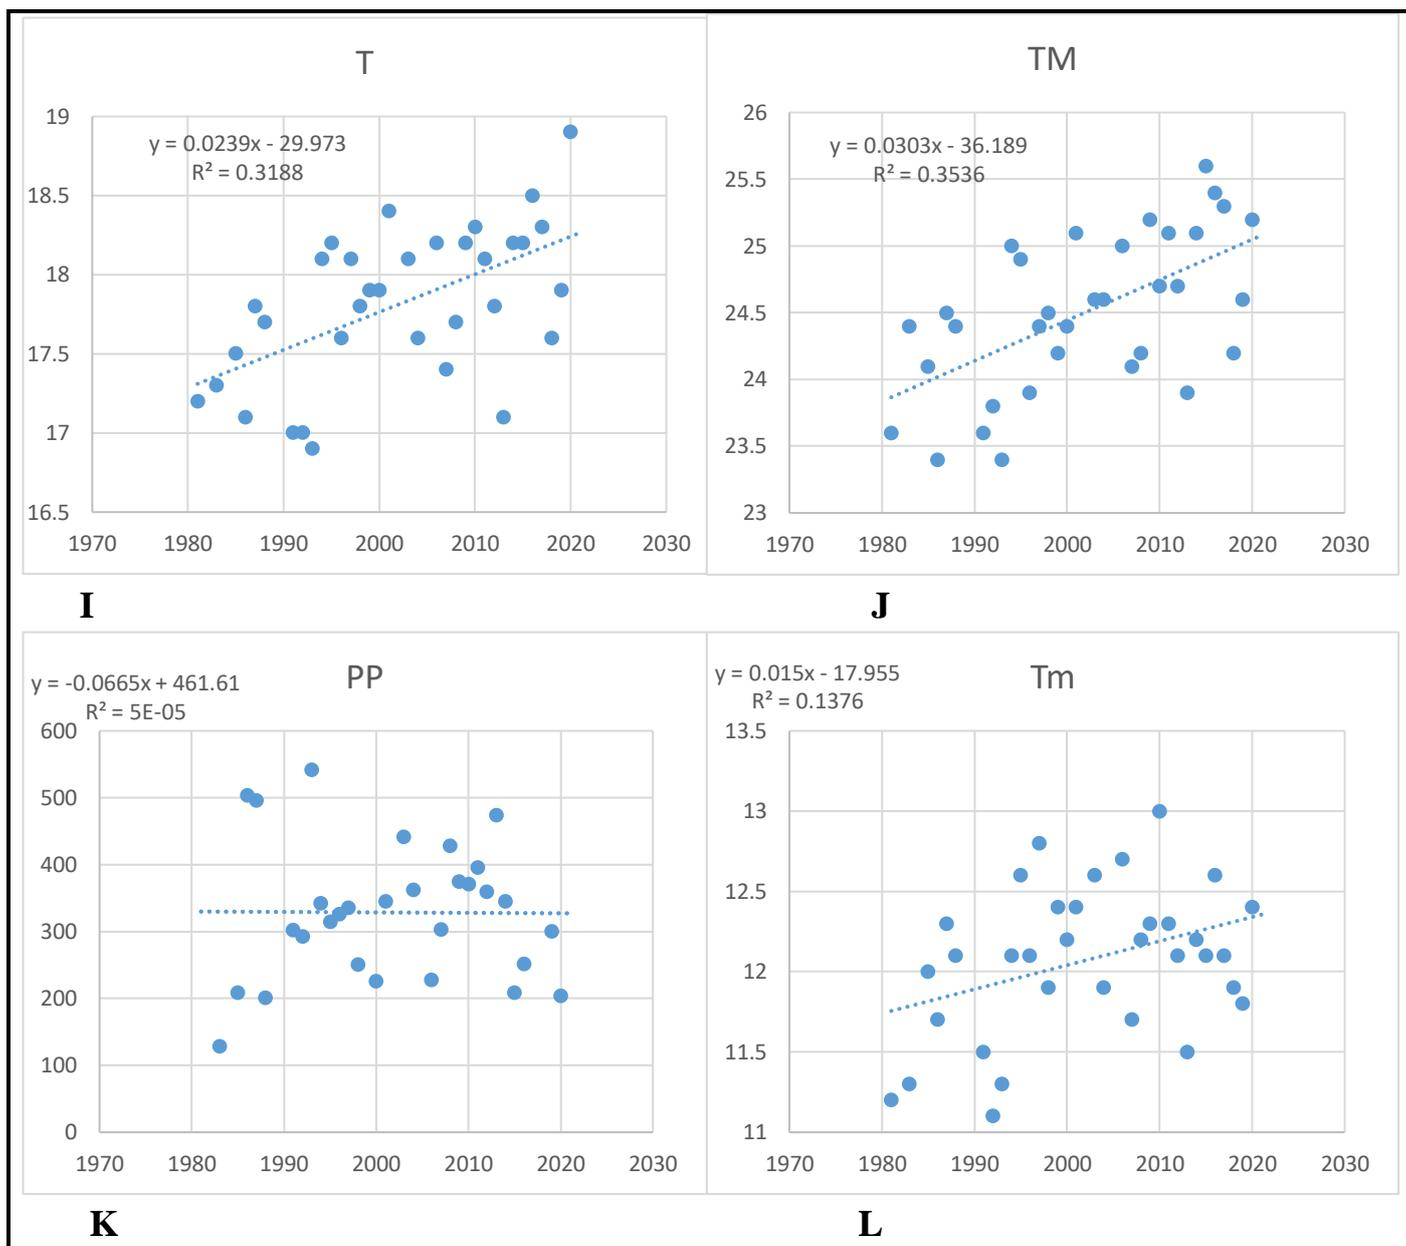 T
y = 0.0239x - 29.973
R² = 0.3188
19
18.5
18
17.5
17
16.5
1970 1980 1990 2000 2010 2020 2030
I
TM
y = 0.0303x - 36.189
R² = 0.3536
26
25.5
25
24.5
24
23.5
23
1970 1980 1990 2000 2010 2020 2030
J
PP
y = -0.0665x + 461.61
R² = 5E-05
600
500
400
300
200
100
0
1970 1980 1990 2000 2010 2020 2030
K
Tm
y = 0.015x - 17.955
R² = 0.1376
13.5
13
12.5
12
11.5
11
1970 1980 1990 2000 2010 2020 2030
L